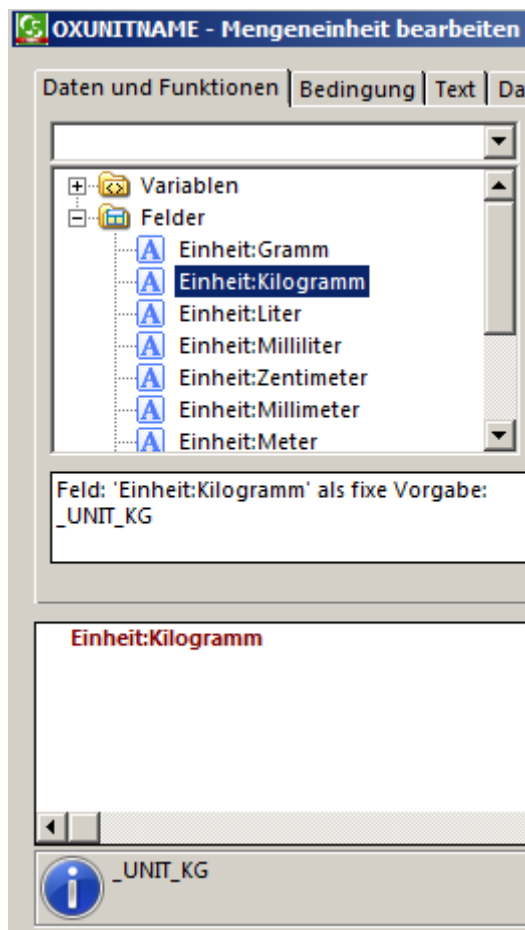 OXUNITNAME - Mengeneinheit bearbeiten
Daten und Funktionen Bedingung Text Da
Variablen
Felder
Einheit:Gramm
Einheit:Kilogramm
Einheit:Liter
Einheit:Milliliter
Einheit:Zentimeter
Einheit:Millimeter
Einheit:Meter
Feld: 'Einheit:Kilogramm' als fixe Vorgabe:
_UNIT_KG
Einheit:Kilogramm
_UNIT_KG